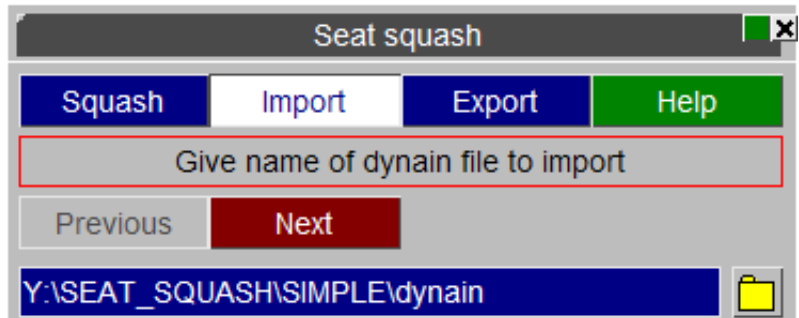 Seat squash
Squash Import Export Help
Give name of dynain file to import
Previous Next
Y:\SEAT_SQUASH\SIMPLE\dynain